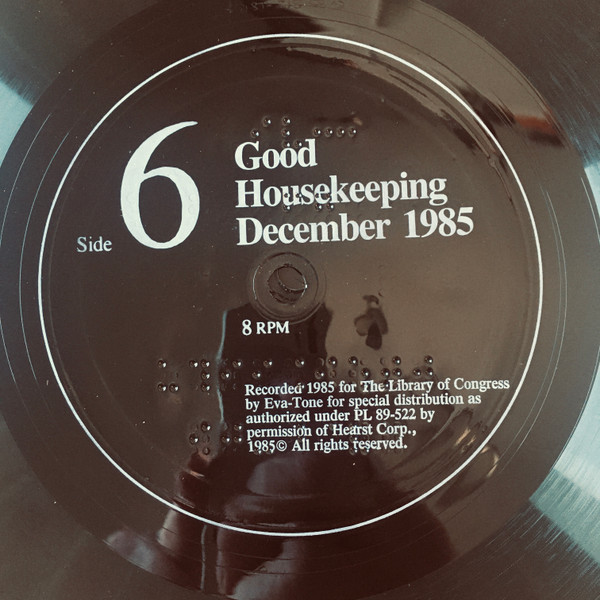 Side 6
Good
Housekeeping
December 1985
8 RPM
Recorded 1985 for The Library of Congress
by Eva-Tone for special distribution as
authorized under PL 89-522 by
permission of Hearst Corp.,
1985© All rights reserved.